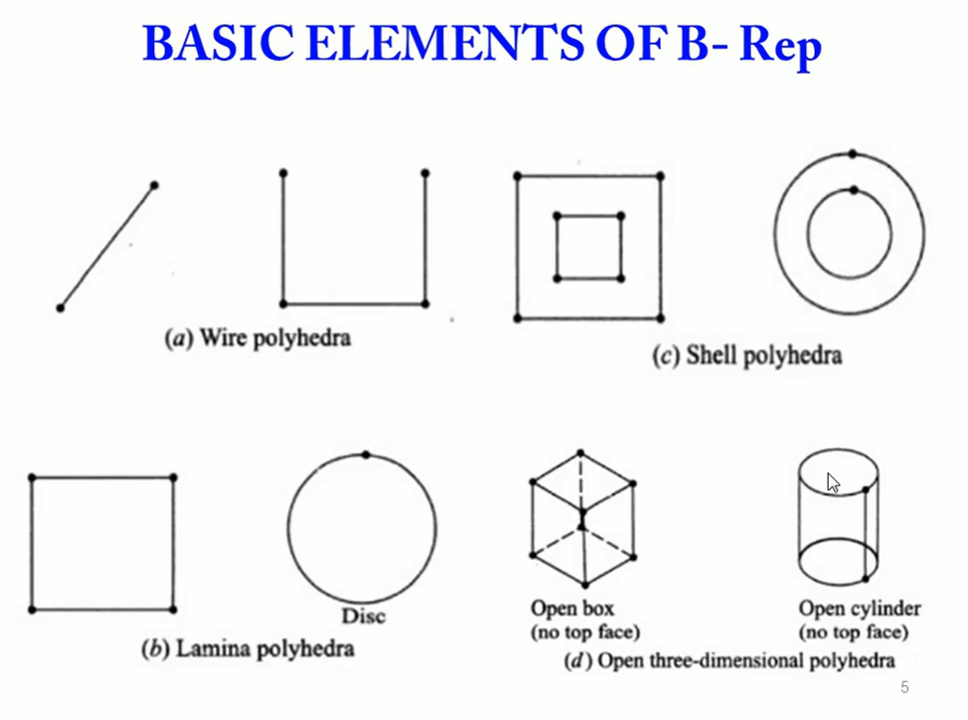 BASIC ELEMENTS OF B- Rep
(a) Wire polyhedra
(c) Shell polyhedra
Disc
(b) Lamina polyhedra
Open box
(no top face)
Open cylinder
(no top face)
(d) Open three-dimensional polyhedra
5